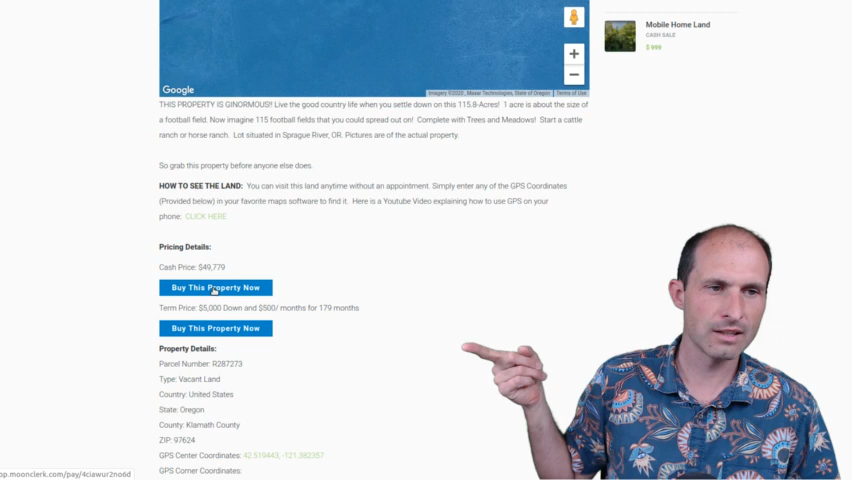 Mobile Home Land
CASH SALE
$ 999
Google
Imagery ©2020 , Maxar Technologies, State of Oregon | Terms of Use
THIS PROPERTY IS GINORMOUS!! Live the good country life when you settle down on this 115.8-Acres! 1 acre is about the size of
a football field. Now imagine 115 football fields that you could spread out on! Complete with Trees and Meadows! Start a cattle
ranch or horse ranch. Lot situated in Sprague River, OR. Pictures are of the actual property.
So grab this property before anyone else does.
HOW TO SEE THE LAND: You can visit this land anytime without an appointment. Simply enter any of the GPS Coordinates
(Provided below) in your favorite maps software to find it. Here is a Youtube Video explaining how to use GPS on your
phone: CLICK HERE
Pricing Details:
Cash Price: $49,779
Buy This Property Now
Term Price: $5,000 Down and $500/ months for 179 months
Buy This Property Now
Property Details:
Parcel Number: R287273
Type: Vacant Land
Country: United States
State: Oregon
County: Klamath County
ZIP: 97624
GPS Center Coordinates: 42.519443, -121.382357
GPS Corner Coordinates:
op.moonclerk.com/pay/4ciawur2no6d